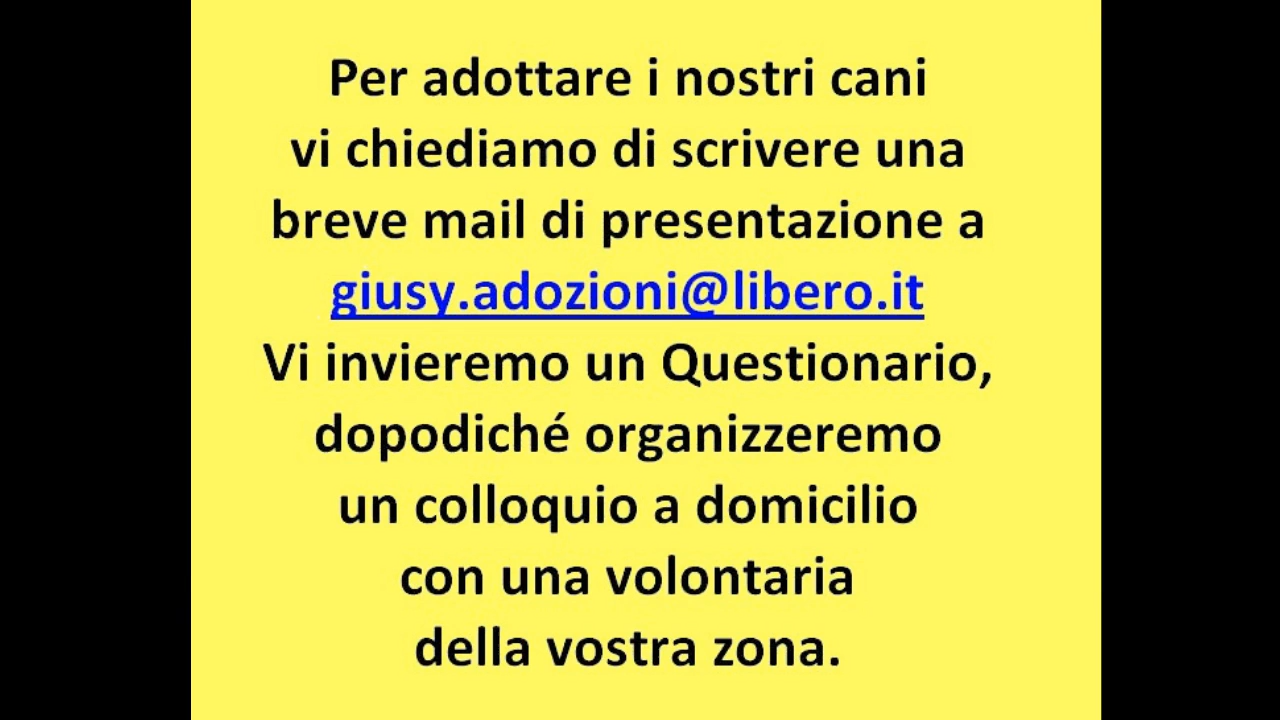 Per adottare i nostri cani
vi chiediamo di scrivere una
breve mail di presentazione a
giusy.adozioni@libero.it
Vi invieremo un Questionario,
dopodiché organizzeremo
un colloquio a domicilio
con una volontaria
della vostra zona.